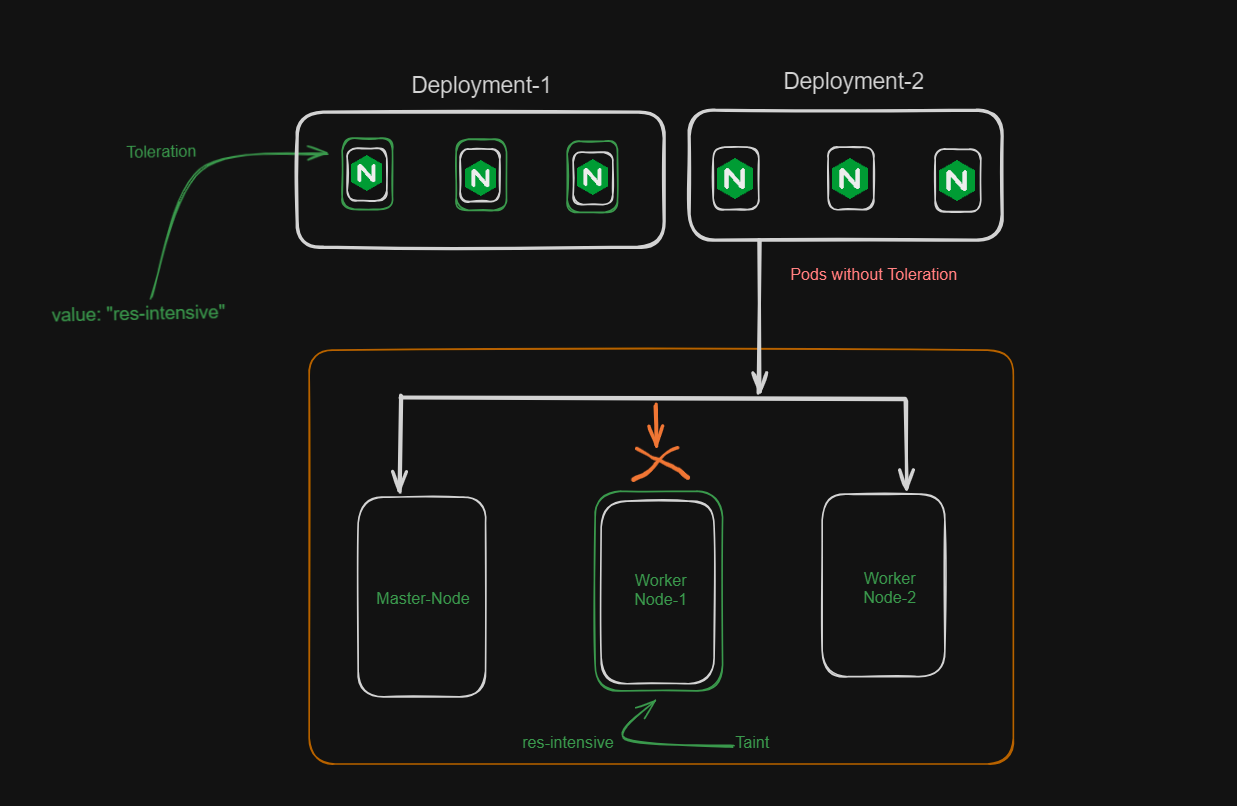 Deployment-1
Deployment-2
Toleration
N
N
N
N
N
N
Pods without Toleration
value: "res-intensive"
Master-Node
Worker
Node-1
Worker
Node-2
res-intensive
Taint